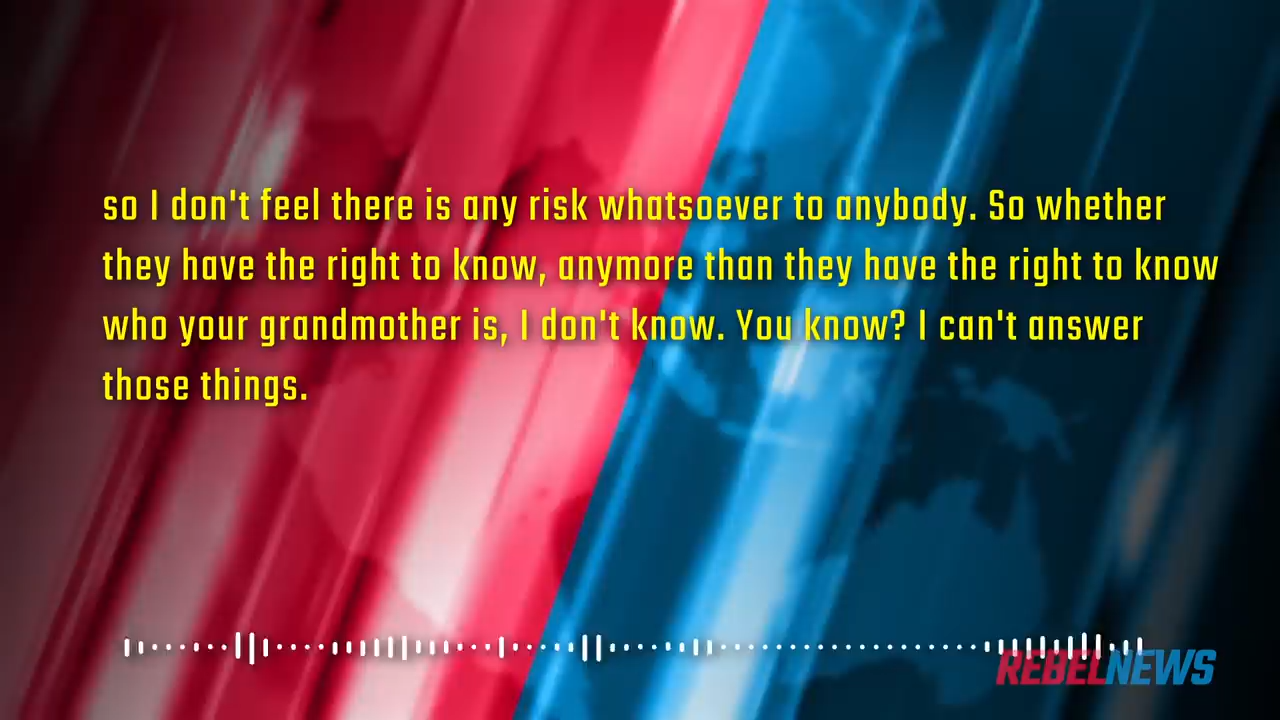 so I don't feel there is any risk whatsoever to anybody. So whether
they have the right to know, anymore than they have the right to know
who your grandmother is, I don't know. You know? I can't answer
those things.
REBELNEWS